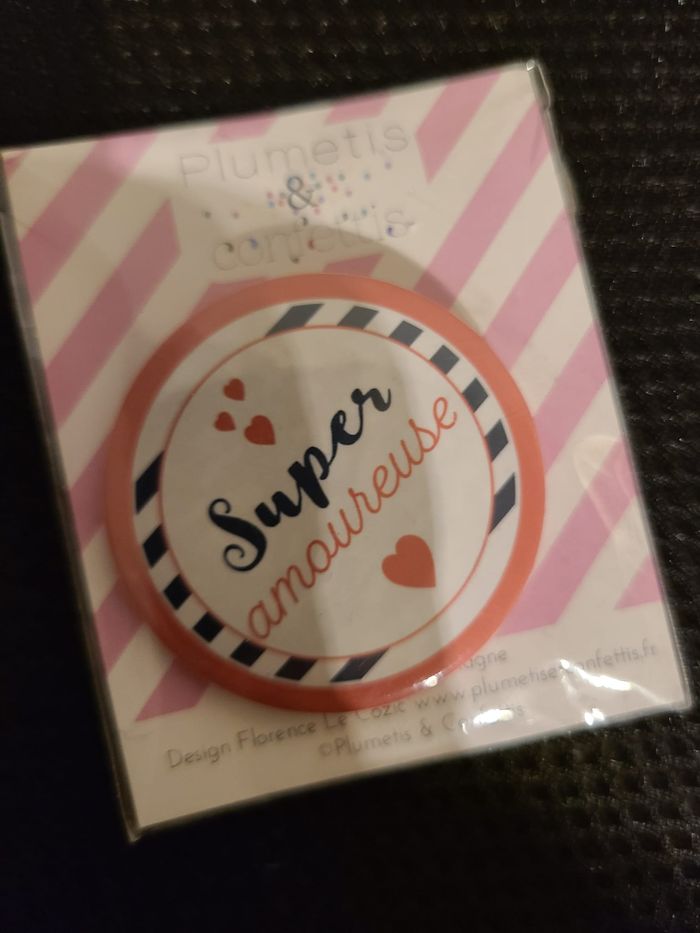 Plumetis
&
confettis
Super
amoureuse
Design Florence Le Cozic www.plumetisetconfettis.fr
©Plumetis & Confettis